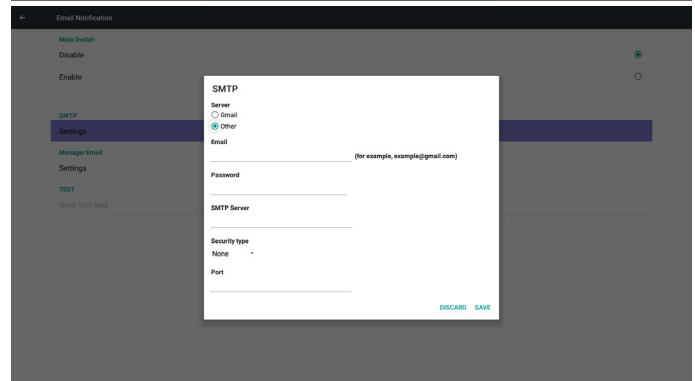 Email Notification
Main Switch
Disable
Enable
SMTP
Settings
Manager Email
Settings
TEST
Send Test Mail
SMTP
Server
Gmail
Other
Email
(for example, example@gmail.com)
Password
SMTP Server
Security type
None
Port
DISCARD SAVE